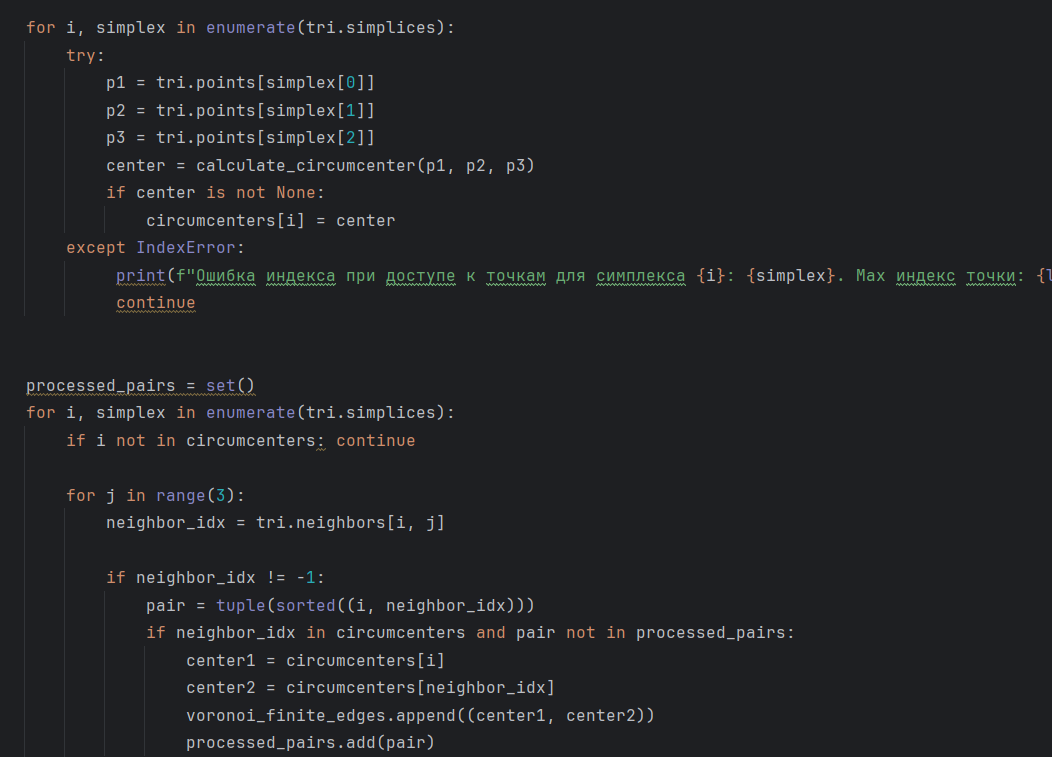 for i, simplex in enumerate(tri.simplices):
    try:
        p1 = tri.points[simplex[0]]
        p2 = tri.points[simplex[1]]
        p3 = tri.points[simplex[2]]
        center = calculate_circumcenter(p1, p2, p3)
        if center is not None:
            circumcenters[i] = center
    except IndexError:
         print(f"Ошибка индекса при доступе к точкам для симплекса {i}: {simplex}. Max индекс точки: {l
         continue
processed_pairs = set()
for i, simplex in enumerate(tri.simplices):
    if i not in circumcenters: continue
    for j in range(3):
        neighbor_idx = tri.neighbors[i, j]
        if neighbor_idx != -1:
            pair = tuple(sorted((i, neighbor_idx)))
            if neighbor_idx in circumcenters and pair not in processed_pairs:
                center1 = circumcenters[i]
                center2 = circumcenters[neighbor_idx]
                voronoi_finite_edges.append((center1, center2))
                processed_pairs.add(pair)